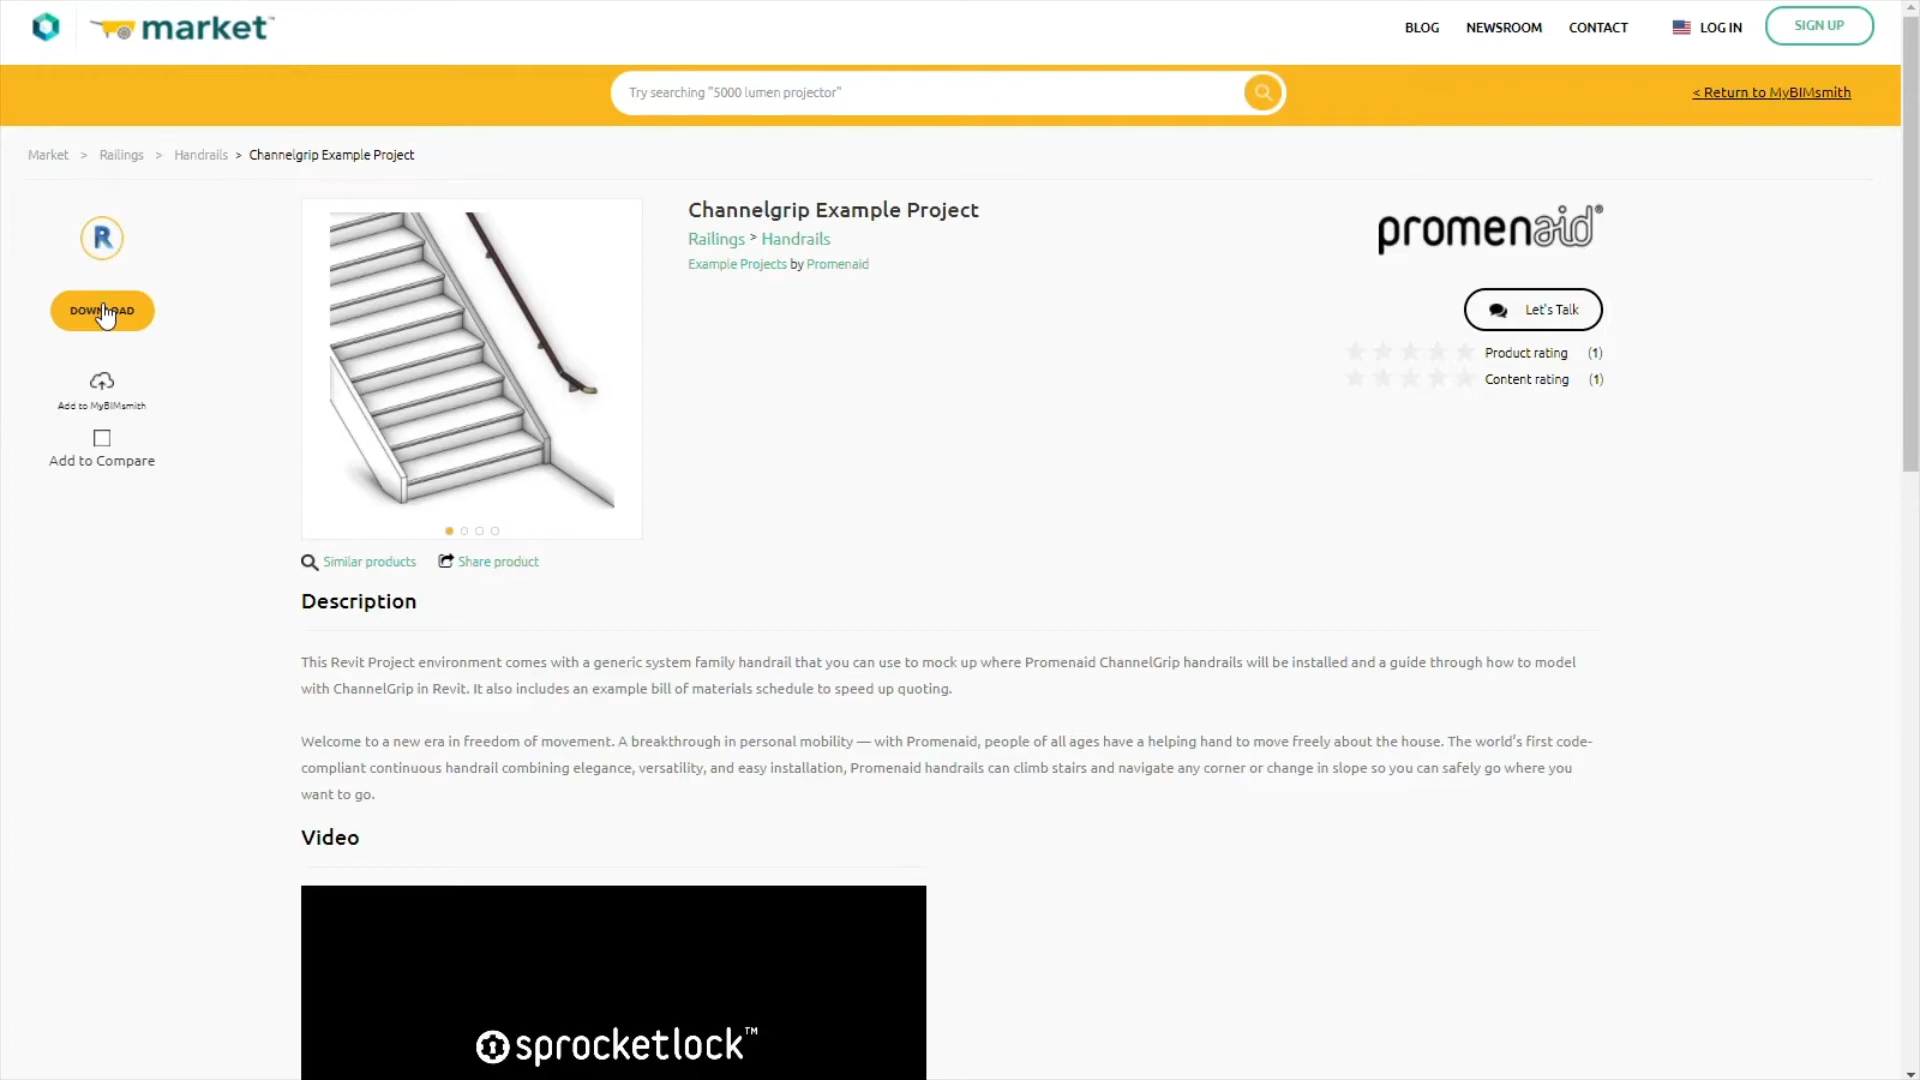 market™
BLOG
NEWSROOM
CONTACT
LOG IN
SIGN UP
Try searching "5000 lumen projector"
< Return to MyBIMsmith
Market > Railings > Handrails > Channelgrip Example Project
R
DOWNLOAD
Add to MyBIMsmith
Add to Compare
Channelgrip Example Project
Railings > Handrails
Example Projects by Promenaid
promenaid®
Let's Talk
Product rating (1)
Content rating (1)
Similar products
Share product
Description
This Revit Project environment comes with a generic system family handrail that you can use to mock up where Promenaid ChannelGrip handrails will be installed and a guide through how to model
with ChannelGrip in Revit. It also includes an example bill of materials schedule to speed up quoting.
Welcome to a new era in freedom of movement. A breakthrough in personal mobility — with Promenaid, people of all ages have a helping hand to move freely about the house. The world's first code-
compliant continuous handrail combining elegance, versatility, and easy installation, Promenaid handrails can climb stairs and navigate any corner or change in slope so you can safely go where you
want to go.
Video
sprocketlock™